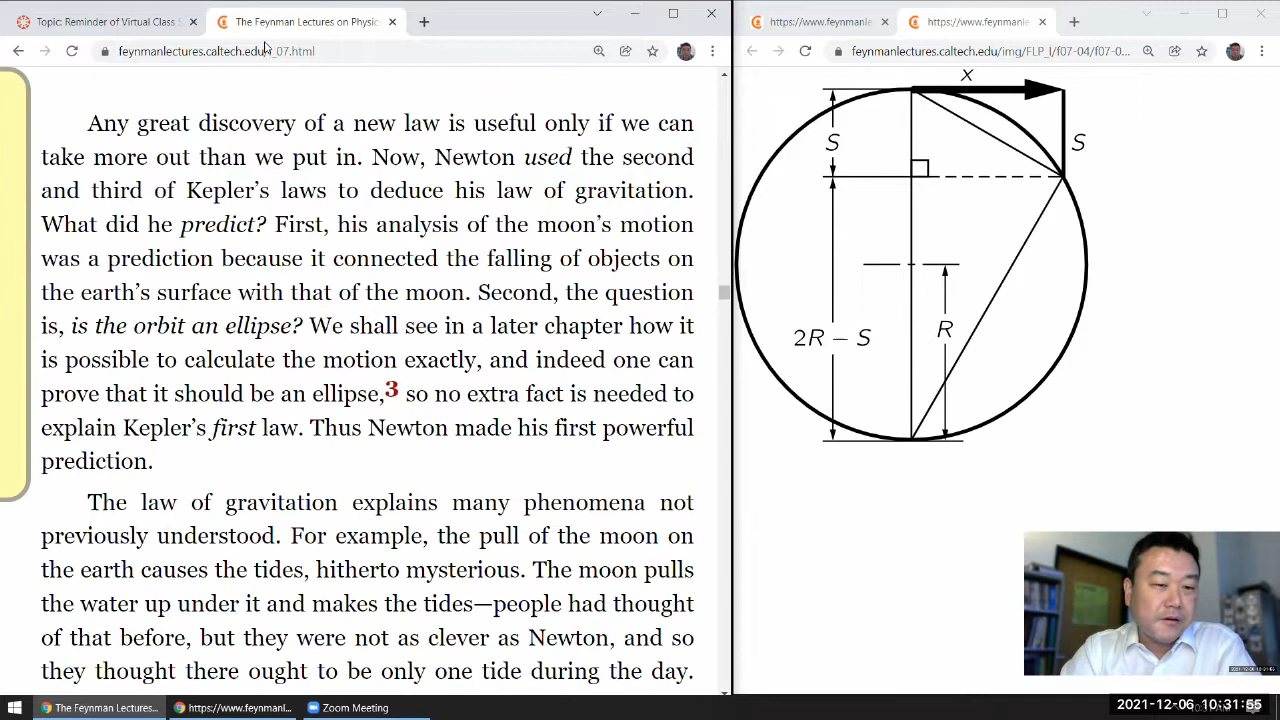 Topic: Reminder of Virtual Class S
The Feynman Lectures on Physic
https://www.feynmanle
https://www.feynmanle
feynmanlectures.caltech.edu/I_07.html
feynmanlectures.caltech.edu/img/FLP_I/f07-04/f07-0...
Any great discovery of a new law is useful only if we can
take more out than we put in. Now, Newton used the second
and third of Kepler's laws to deduce his law of gravitation.
What did he predict? First, his analysis of the moon's motion
was a prediction because it connected the falling of objects on
the earth's surface with that of the moon. Second, the question
is, is the orbit an ellipse? We shall see in a later chapter how it
is possible to calculate the motion exactly, and indeed one can
prove that it should be an ellipse,3 so no extra fact is needed to
explain Kepler's first law. Thus Newton made his first powerful
prediction.
The law of gravitation explains many phenomena not
previously understood. For example, the pull of the moon on
the earth causes the tides, hitherto mysterious. The moon pulls
the water up under it and makes the tides—people had thought
of that before, but they were not as clever as Newton, and so
they thought there ought to be only one tide during the day.
x
S
S
2R − S
R
2021-12-06 10:31:55
The Feynman Lectures...
https://www.feynmanl...
Zoom Meeting
2021-12-06 10:31:55